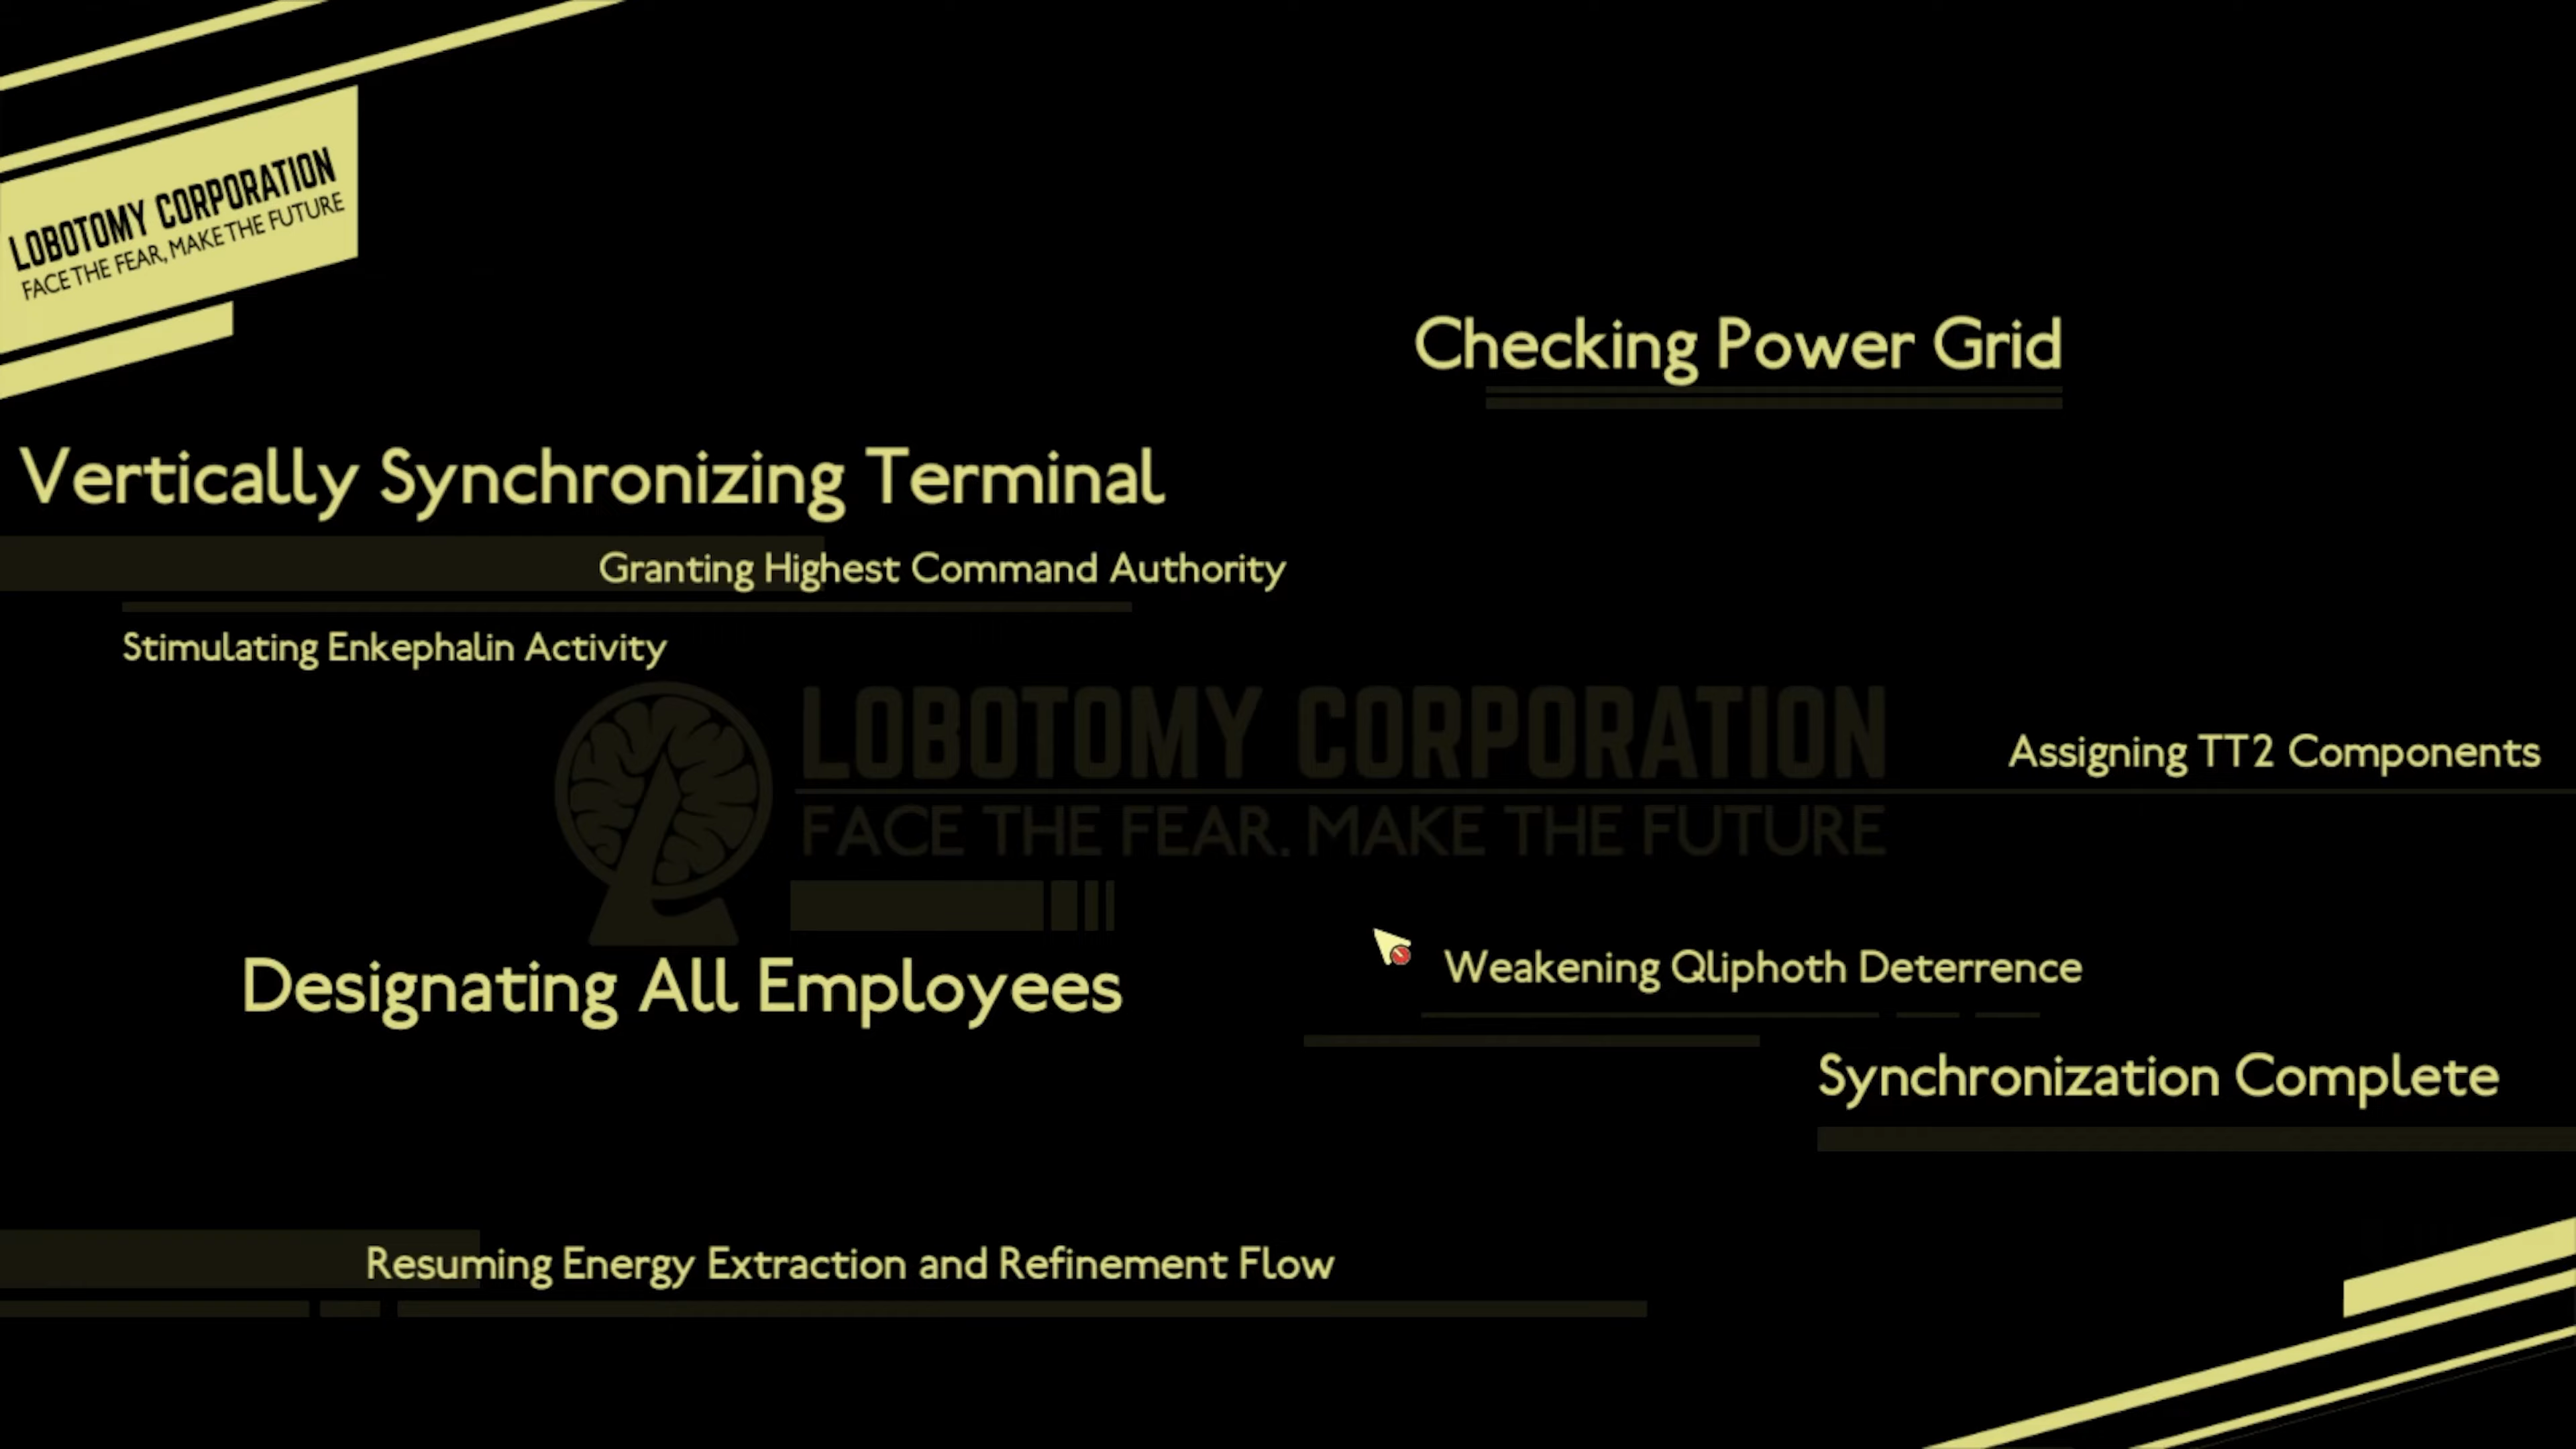 LOBOTOMY CORPORATION
FACE THE FEAR, MAKE THE FUTURE
Checking Power Grid
Vertically Synchronizing Terminal
Granting Highest Command Authority
Stimulating Enkephalin Activity
LOBOTOMY CORPORATION
FACE THE FEAR. MAKE THE FUTURE
Assigning TT2 Components
Designating All Employees
Weakening Qliphoth Deterrence
Synchronization Complete
Resuming Energy Extraction and Refinement Flow